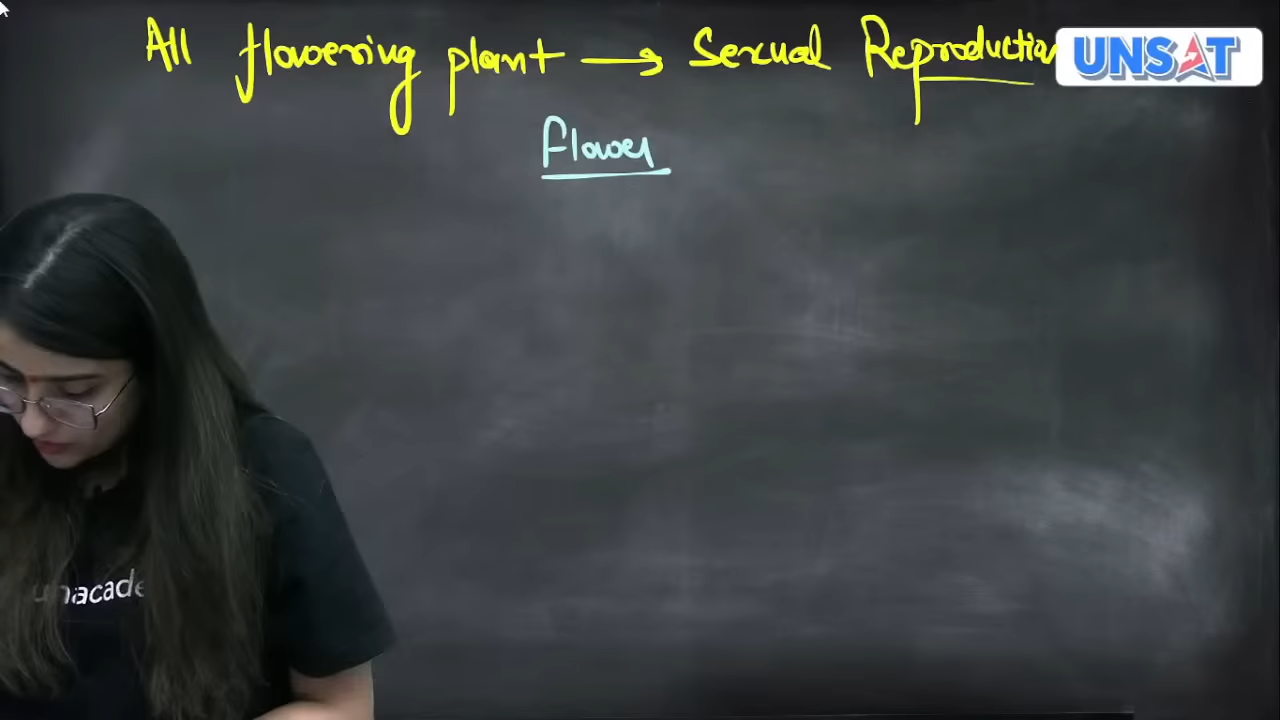 All flowering plant → Sexual Reproduction
UNSAT
Flower
unacade